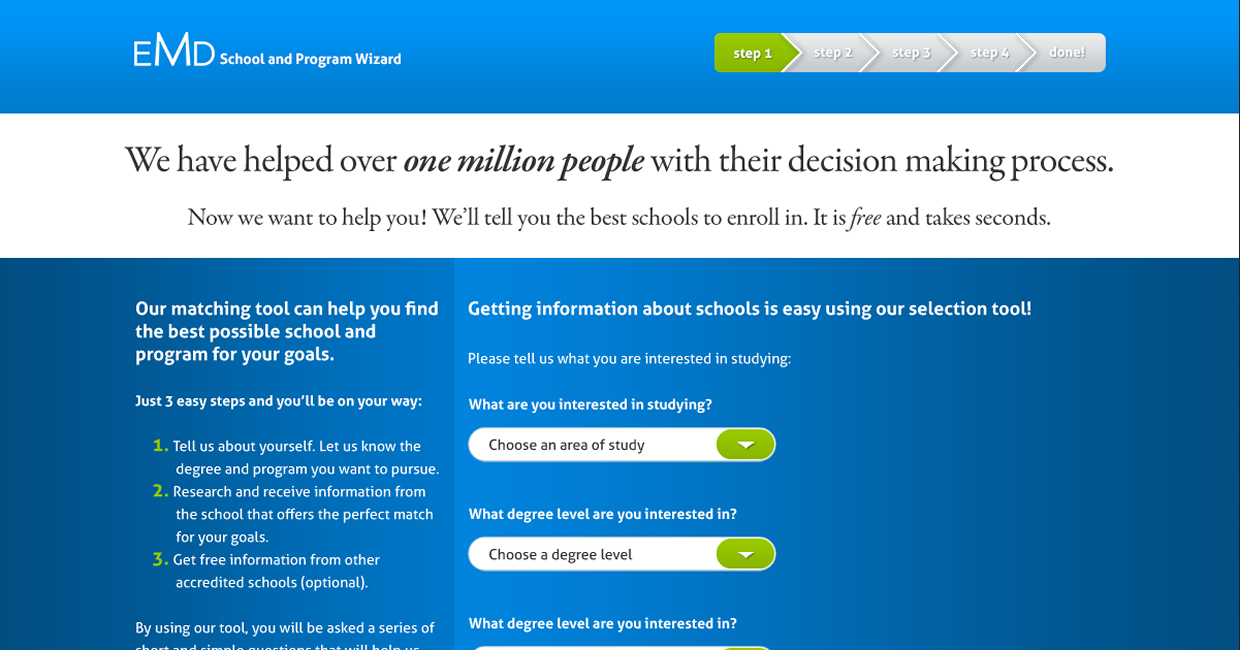 EMD School and Program Wizard
step 1
step 2
step 3
step 4
done!
We have helped over one million people with their decision making process.
Now we want to help you! We’ll tell you the best schools to enroll in. It is free and takes seconds.
Our matching tool can help you find
the best possible school and
program for your goals.
Just 3 easy steps and you’ll be on your way:
1. Tell us about yourself. Let us know the
degree and program you want to pursue.
2. Research and receive information from
the school that offers the perfect match
for your goals.
3. Get free information from other
accredited schools (optional).
By using our tool, you will be asked a series of
short and simple questions that will help us
Getting information about schools is easy using our selection tool!
Please tell us what you are interested in studying:
What are you interested in studying?
Choose an area of study
What degree level are you interested in?
Choose a degree level
What degree level are you interested in?